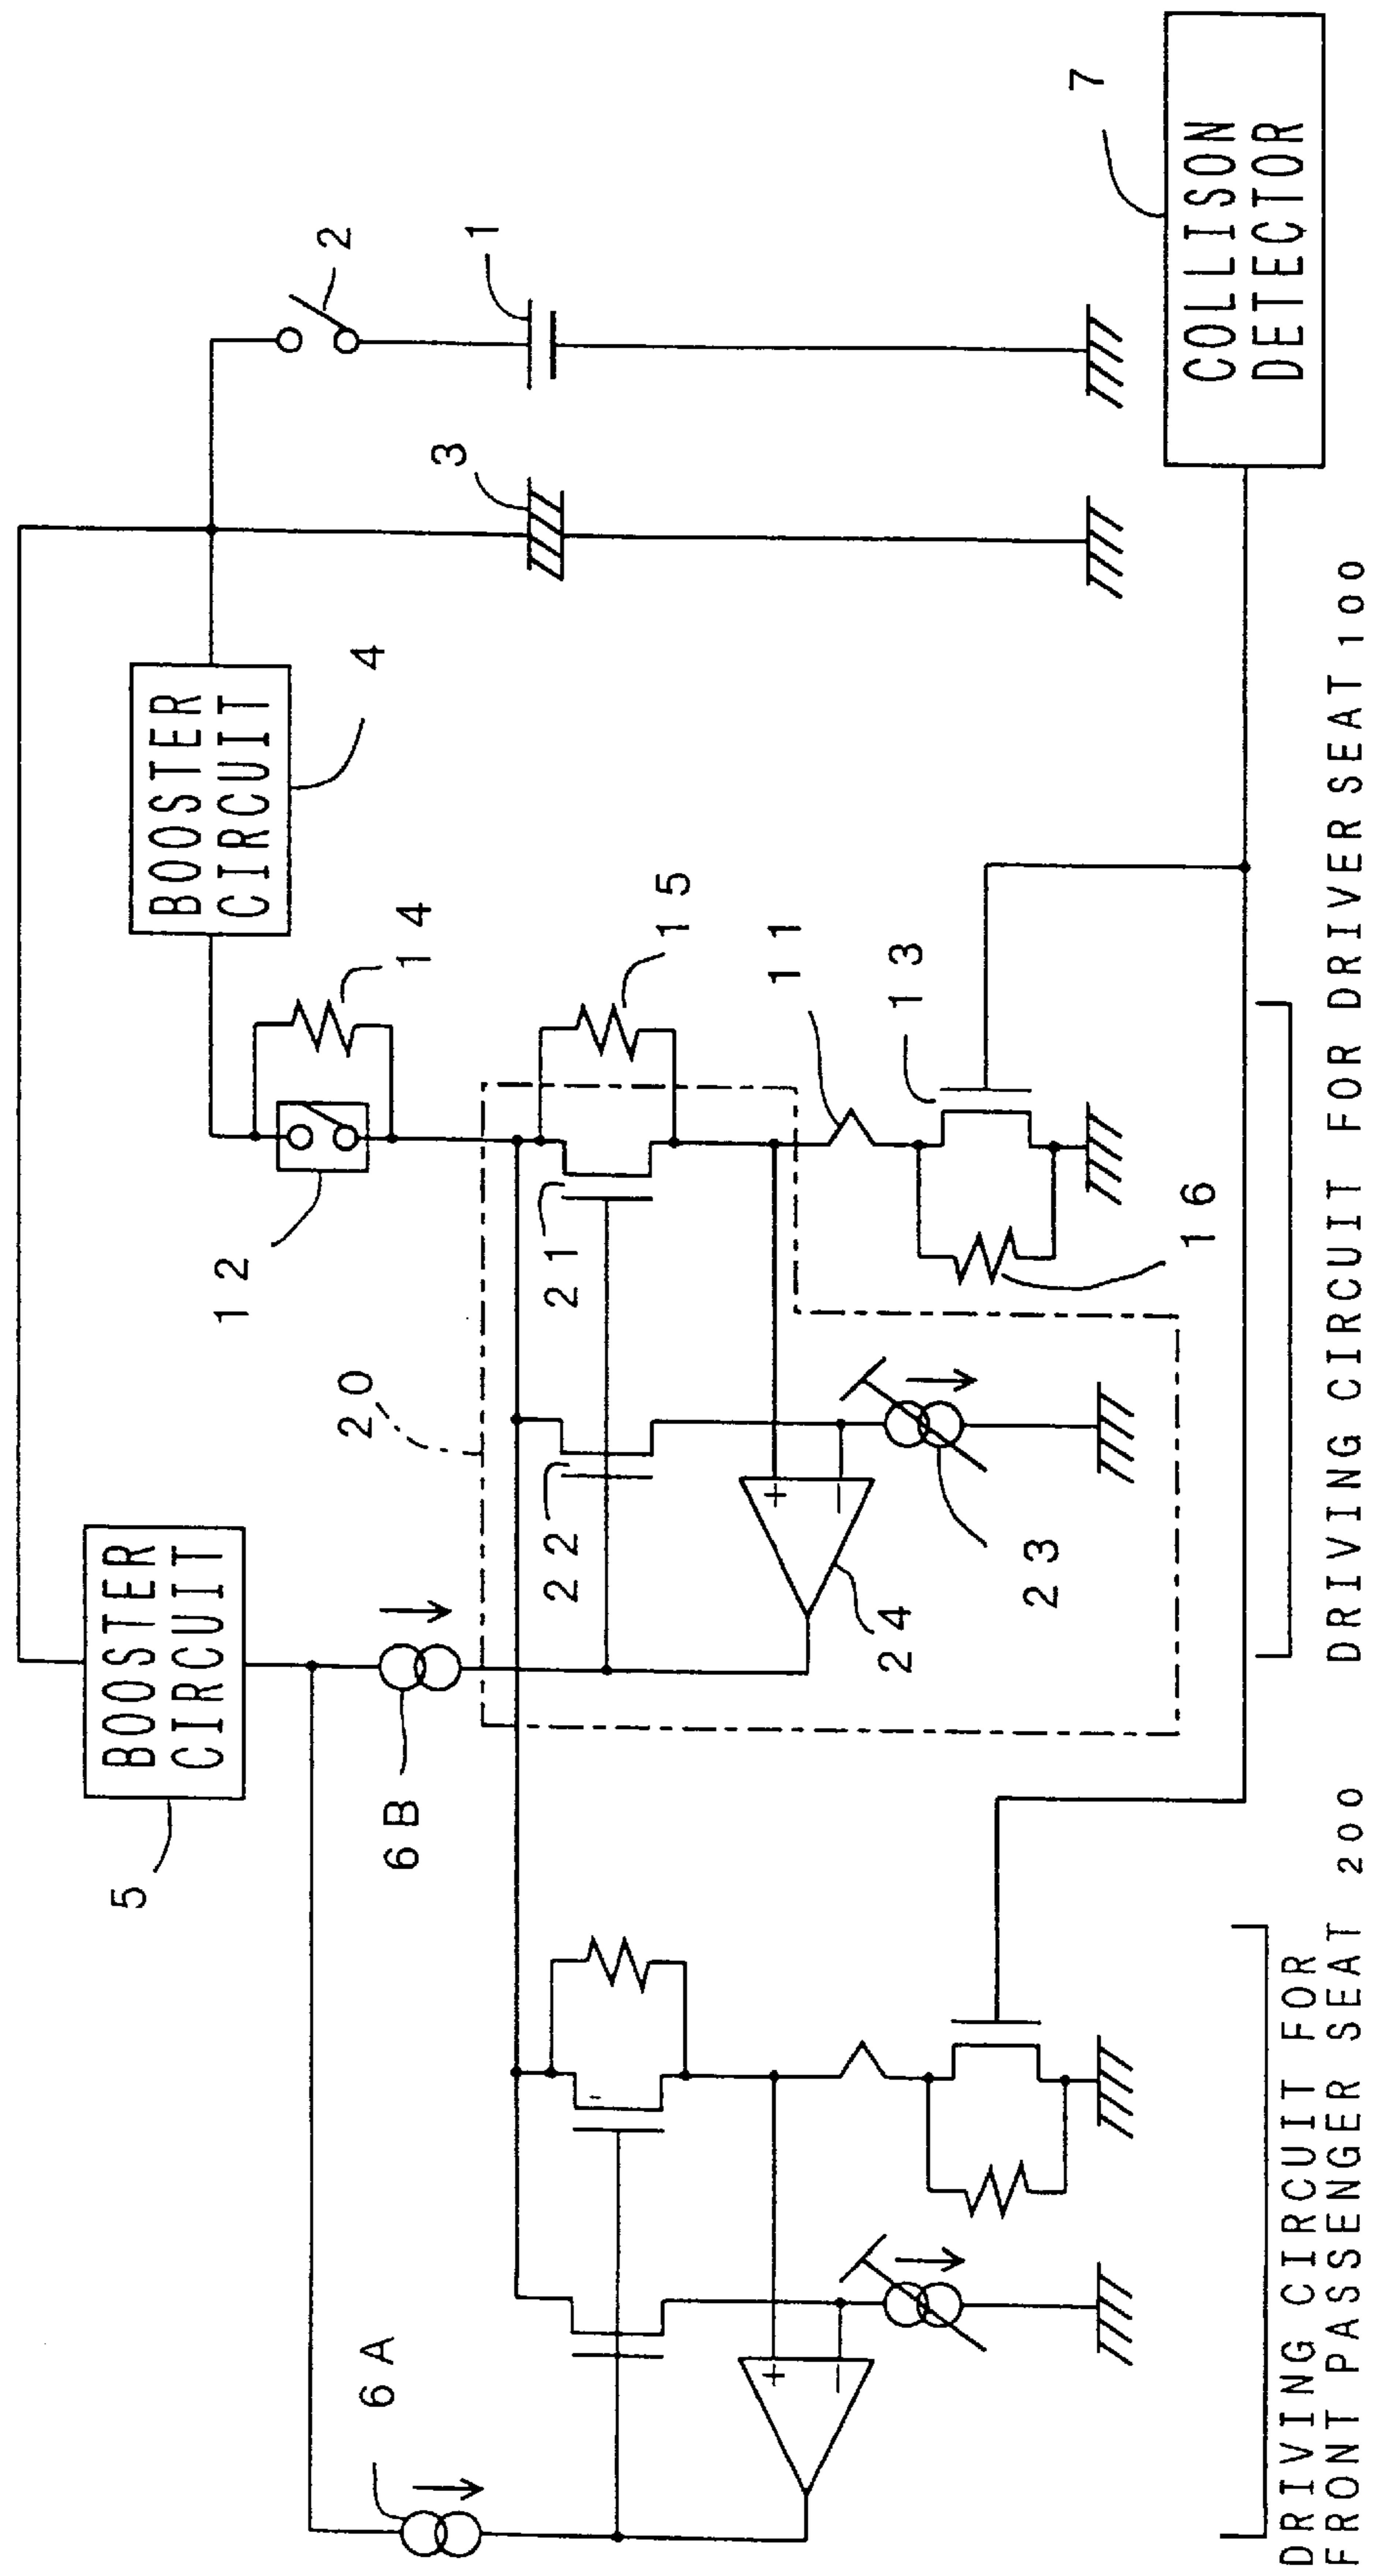 5
BOOSTER
CIRCUIT
BOOSTER
CIRCUIT
4
2
1
3
12
14
6A
6B
20
22
21
15
11
13
7
COLLISON
DETECTOR
+
−
24
23
16
+
−
DRIVING CIRCUIT FOR
FRONT PASSENGER SEAT 200
DRIVING CIRCUIT FOR DRIVER SEAT 100